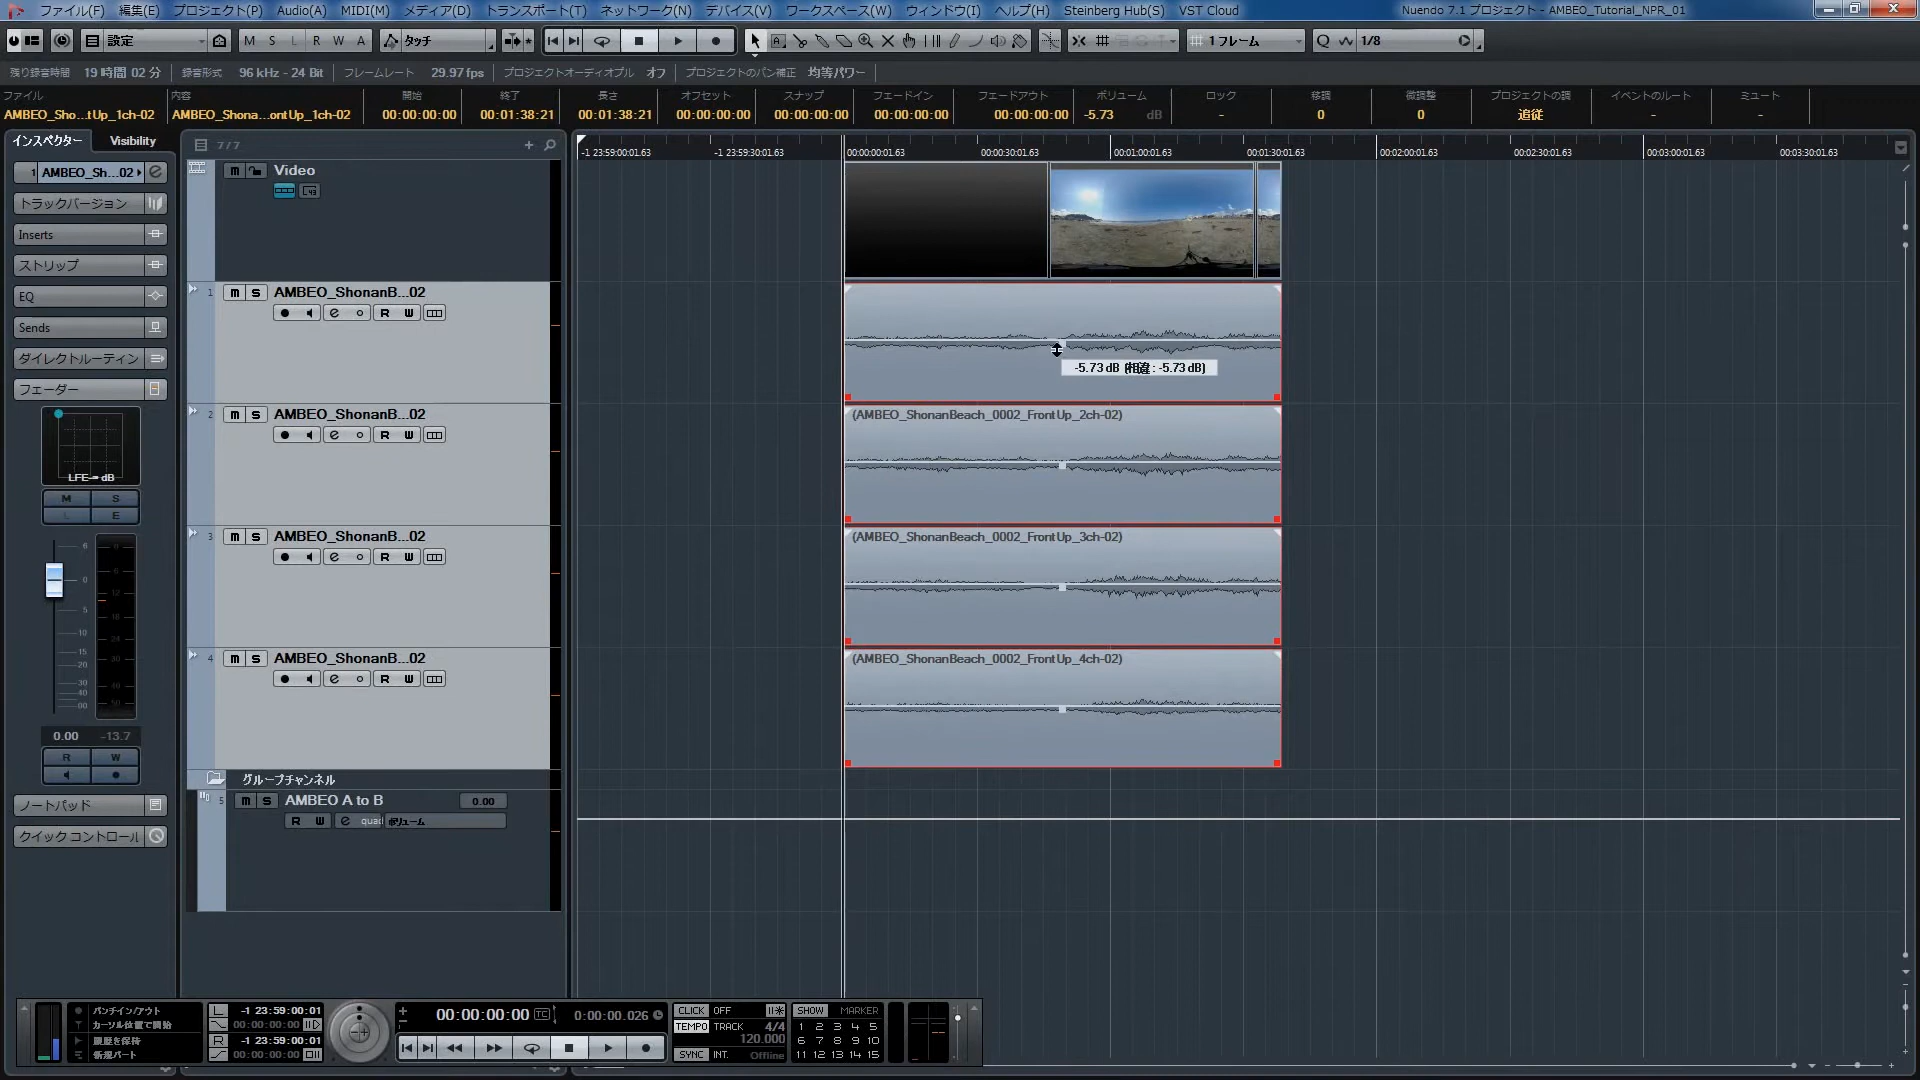 ファイル(F) 編集(E) プロジェクト(P) Audio(A) MIDI(M) メディア(D) トランスポート(T) ネットワーク(N) デバイス(V) ワークスペース(W) ウィンドウ(I) ヘルプ(H) Steinberg Hub(S) VST Cloud Nuendo 7.1 プロジェクト - AMBEO_Tutorial_NPR_01
設定 M S L R W A タッチ 1 フレーム Q 1/8
残り録音時間 19 時間 02 分 録音形式 96 kHz - 24 Bit フレームレート 29.97 fps プロジェクトオーディオプル オフ プロジェクトのパン補正 均等パワー
ファイル 内容 開始 終了 長さ オフセット スナップ フェードイン フェードアウト ボリューム ロック 移調 微調整 プロジェクトの調 イベントのルート ミュート
AMBEO_Sho...tUp_1ch-02 AMBEO_Shona...ontUp_1ch-02 00:00:00:00 00:01:38:21 00:01:38:21 00:00:00:00 00:00:00:00 00:00:00:00 00:00:00:00 -5.73 dB - 0 0 追従 - -
インスペクター Visibility 7/7
-1 23:59:00:01.63 -1 23:59:30:01.63 00:00:00:01.63 00:00:30:01.63 00:01:00:01.63 00:01:30:01.63 00:02:00:01.63 00:02:30:01.63 00:03:00:01.63 00:03:30:01.63
1 AMBEO_Sh...02
トラックバージョン
Inserts
ストリップ
EQ
Sends
ダイレクトルーティン
フェーダー
LFE-∞ dB
M S
L E
6
0
5
10
15
20
30
40
00
0.00 -13.7
R W
ノートパッド
クイック コントロール
m Video
1 m S AMBEO_ShonanB...02
e R W
-5.73 dB (相違 : -5.73 dB)
2 m S AMBEO_ShonanB...02
e R W
(AMBEO_ShonanBeach_0002_FrontUp_2ch-02)
3 m S AMBEO_ShonanB...02
e R W
(AMBEO_ShonanBeach_0002_FrontUp_3ch-02)
4 m S AMBEO_ShonanB...02
e R W
(AMBEO_ShonanBeach_0002_FrontUp_4ch-02)
グループチャンネル
5 m S AMBEO A to B 0.00
R W e quad ボリューム
パンチイン/アウト
カーソル位置で開始
履歴を保持
新規パート
L -1 23:59:00:01
00:00:00:00
R -1 23:59:00:01
00:00:00:00
00:00:00:00 TC 0:00:00.026
CLICK OFF
TEMPO TRACK 4/4
120.000
SYNC INT. Offline
SHOW MARKER
1 2 3 4 5
6 7 8 9 10
11 12 13 14 15